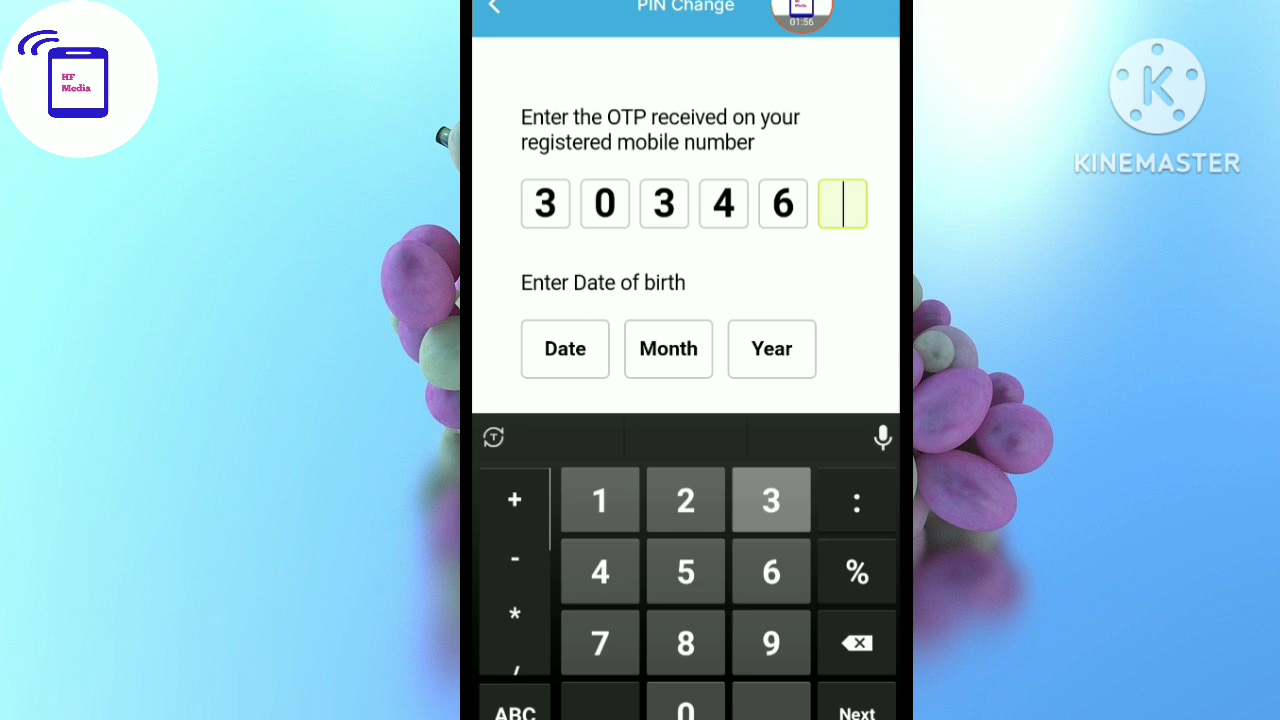 PIN Change
HF
Media
01:56
HF
Media
KINEMASTER
Enter the OTP received on your
registered mobile number
3 0 3 4 6
Enter Date of birth
Date Month Year
+ 1 2 3 :
- 4 5 6 %
* 7 8 9
,
ABC 0 Next